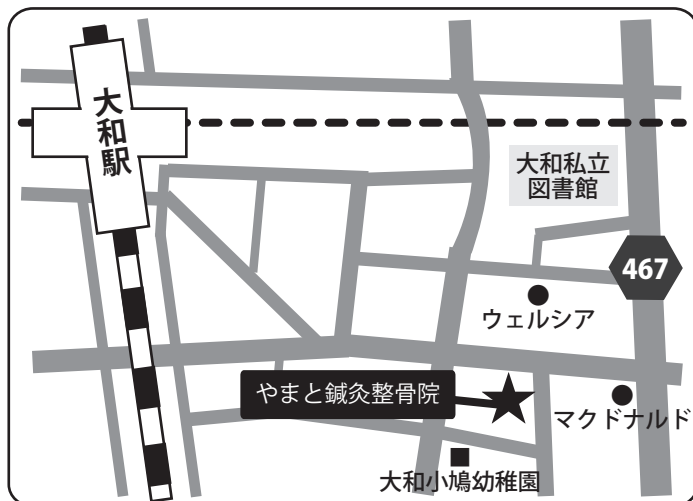 大和駅
大和私立
図書館
467
ウェルシア
やまと鍼灸整骨院
マクドナルド
大和小鳩幼稚園